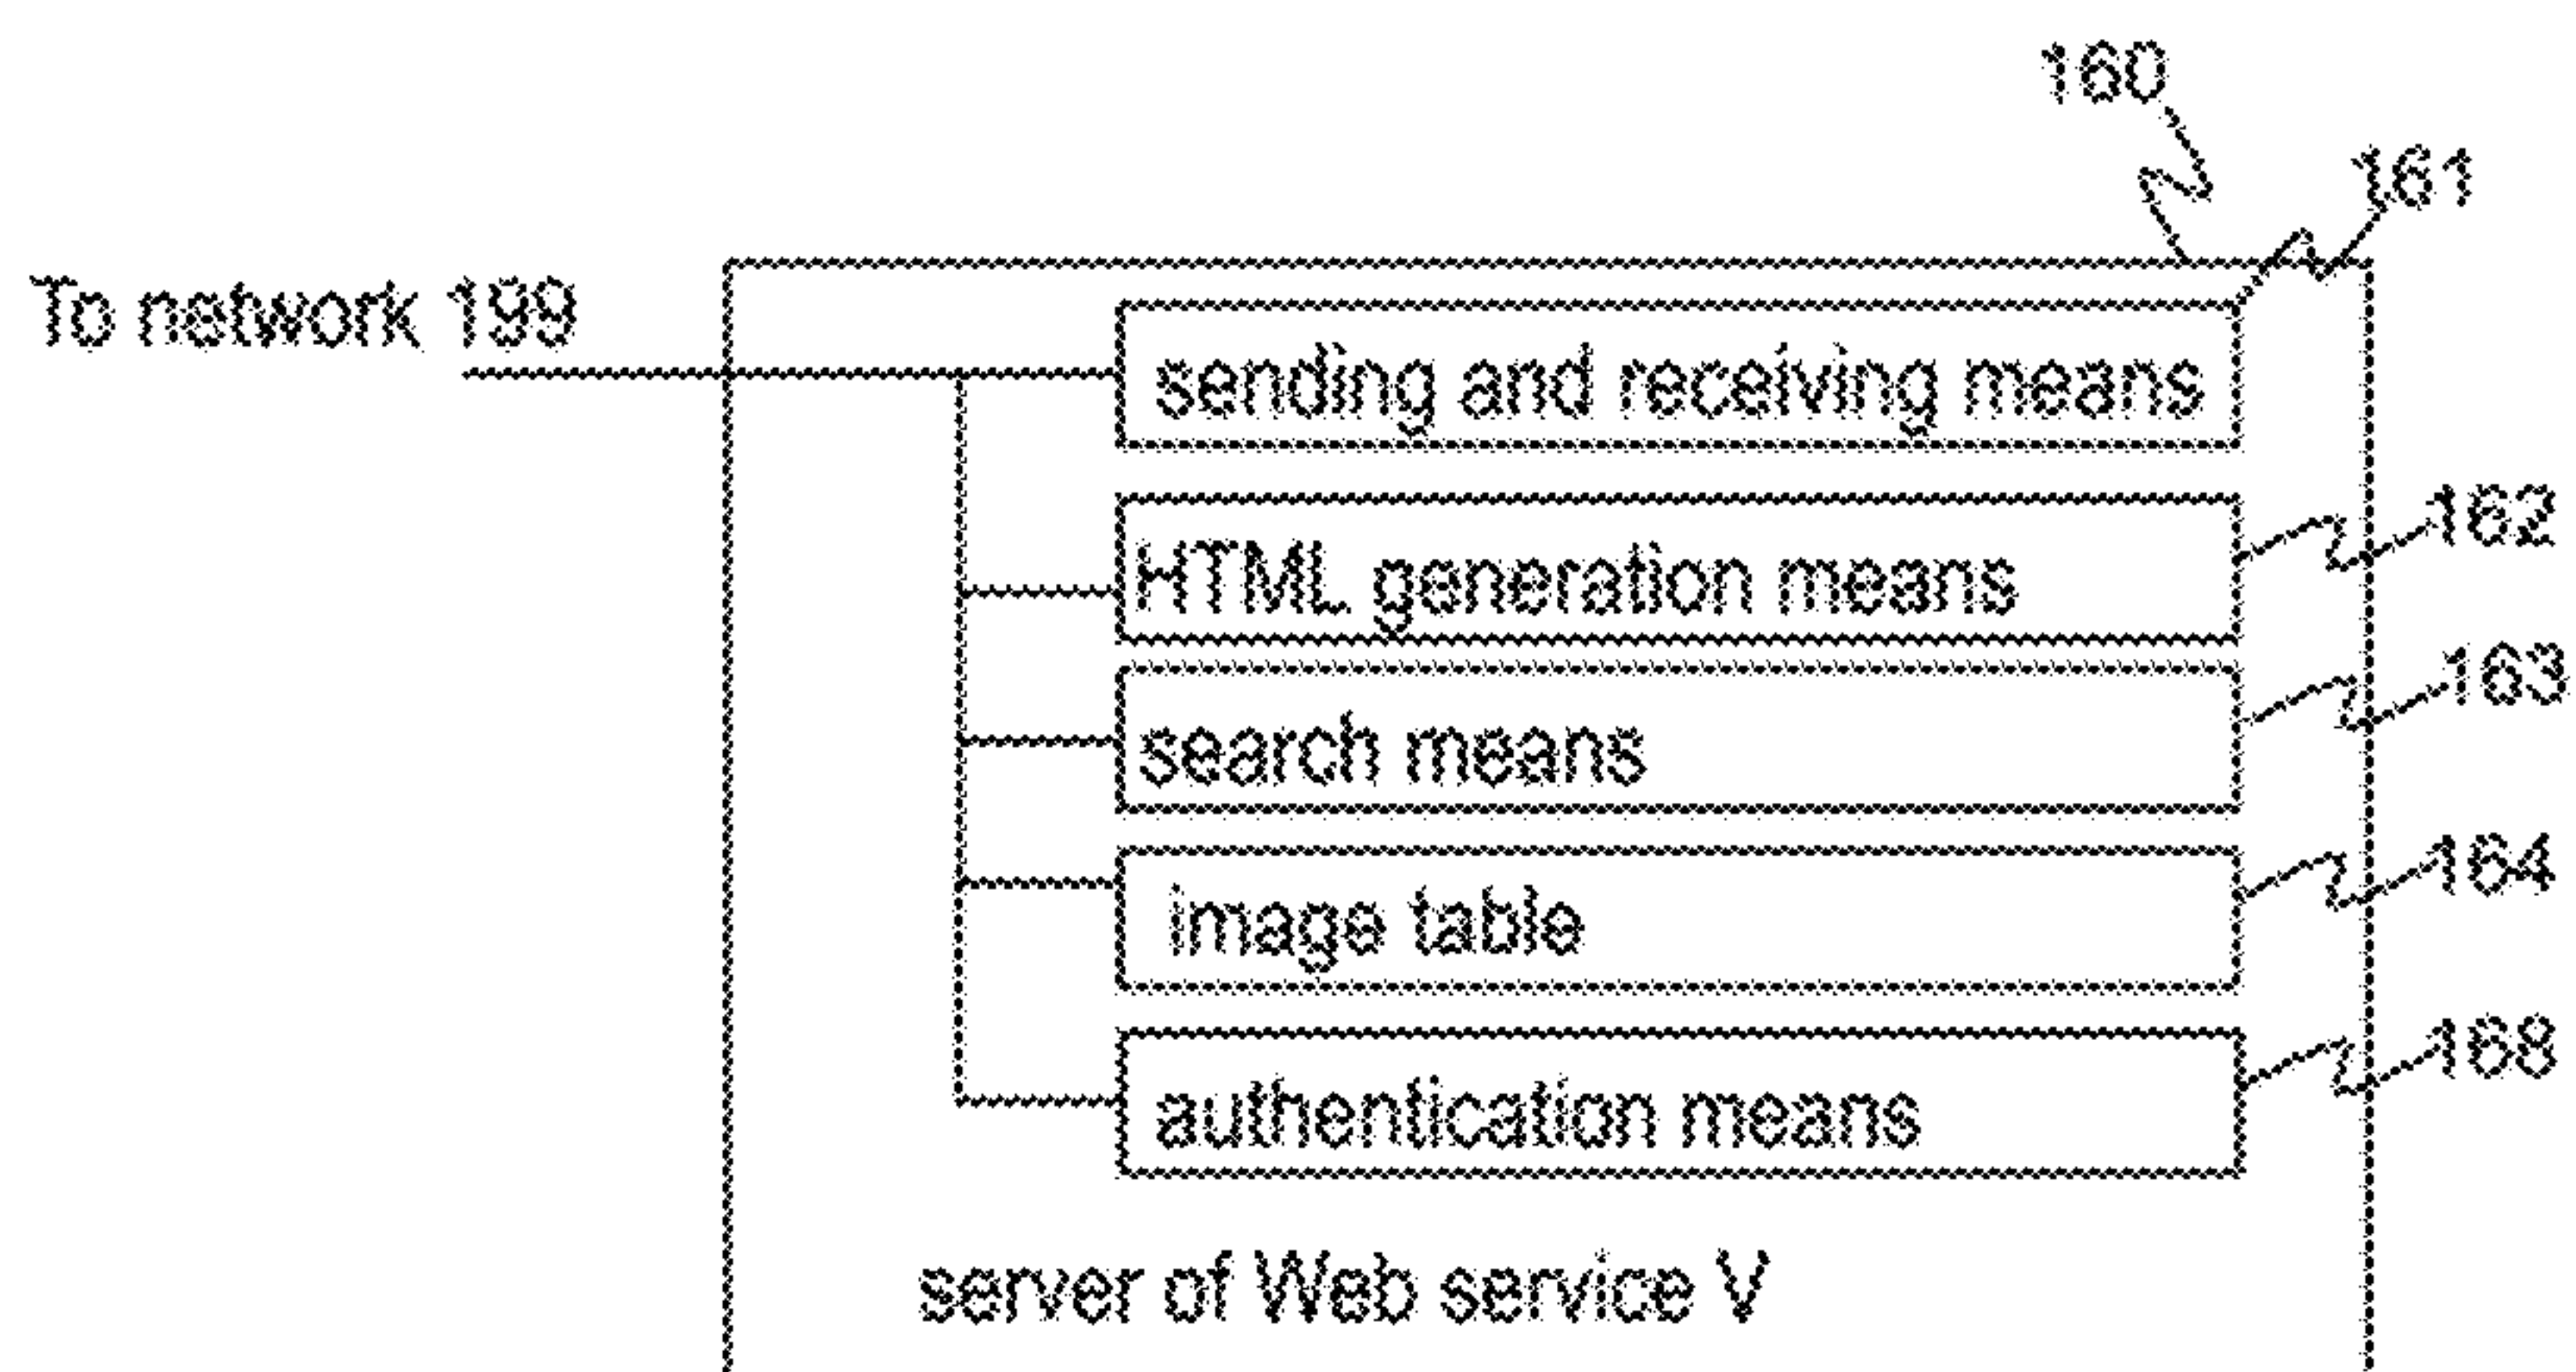 160
161
To network 199
sending and receiving means
162
HTML generation means
163
search means
164
image table
168
authentication means
server of Web service V